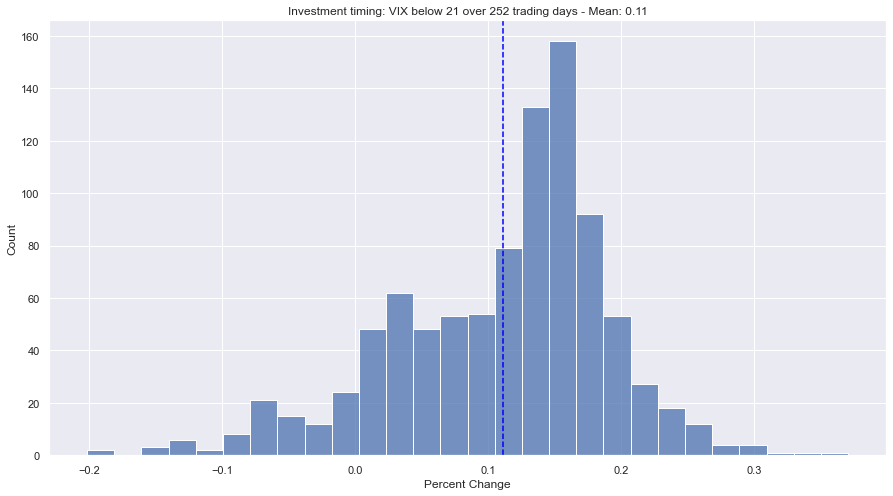 Investment timing: VIX below 21 over 252 trading days - Mean: 0.11
160
140
120
100
80
60
40
20
0
Count
−0.2 −0.1 0.0 0.1 0.2 0.3
Percent Change